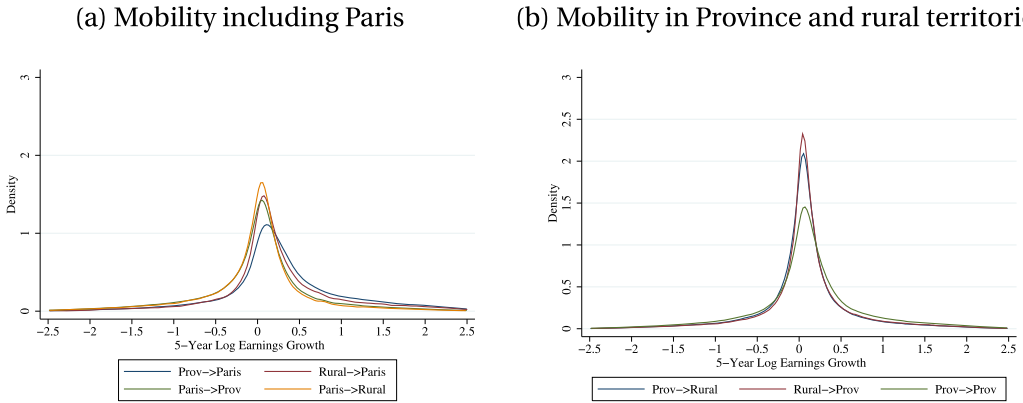 (a) Mobility including Paris
(b) Mobility in Province and rural territori
3
2
1
0
Density
−2.5 −2 −1.5 −1 −0.5 0 0.5 1 1.5 2 2.5
5−Year Log Earnings Growth
Prov−>Paris Rural−>Paris
Paris−>Prov Paris−>Rural
3
2.5
2
1.5
1
0.5
0
Density
−2.5 −2 −1.5 −1 −0.5 0 0.5 1 1.5 2 2.5
5−Year Log Earnings Growth
Prov−>Rural Rural−>Prov Prov−>Prov